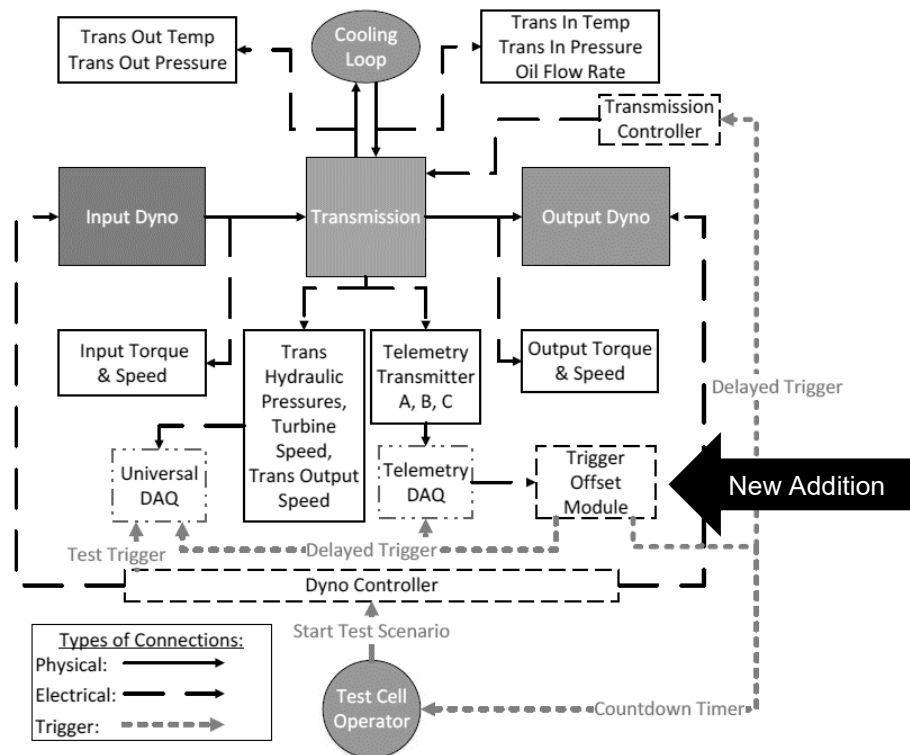 Trans Out Temp
Trans Out Pressure
Cooling
Loop
Trans In Temp
Trans In Pressure
Oil Flow Rate
Transmission
Controller
Input Dyno
Transmission
Output Dyno
Input Torque
& Speed
Trans
Hydraulic
Pressures,
Turbine
Speed,
Trans Output
Speed
Telemetry
Transmitter
A, B, C
Output Torque
& Speed
Delayed Trigger
Universal
DAQ
Telemetry
DAQ
Trigger
Offset
Module
New Addition
Test Trigger
Delayed Trigger
Dyno Controller
Start Test Scenario
Types of Connections:
Physical:
Electrical:
Trigger:
Test Cell
Operator
Countdown Timer